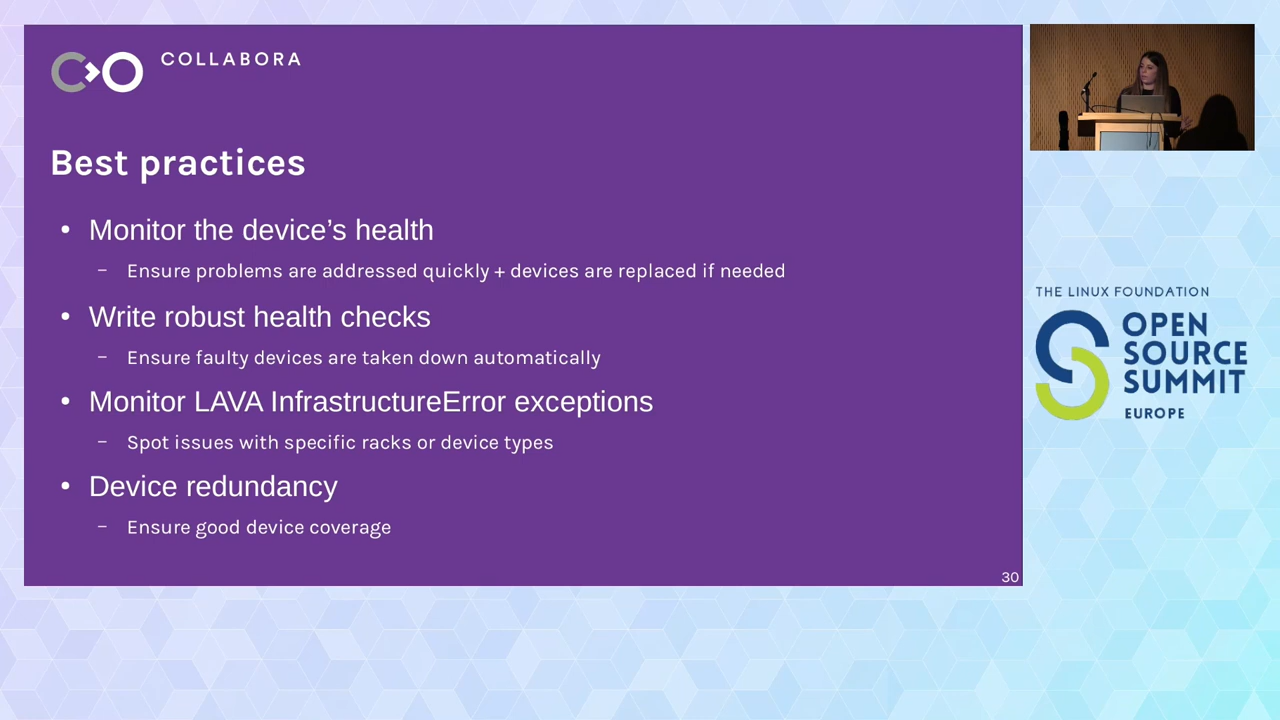 COLLABORA
Best practices
• Monitor the device’s health
– Ensure problems are addressed quickly + devices are replaced if needed
• Write robust health checks
– Ensure faulty devices are taken down automatically
• Monitor LAVA InfrastructureError exceptions
– Spot issues with specific racks or device types
• Device redundancy
– Ensure good device coverage
30
THE LINUX FOUNDATION
OPEN
SOURCE
SUMMIT
EUROPE